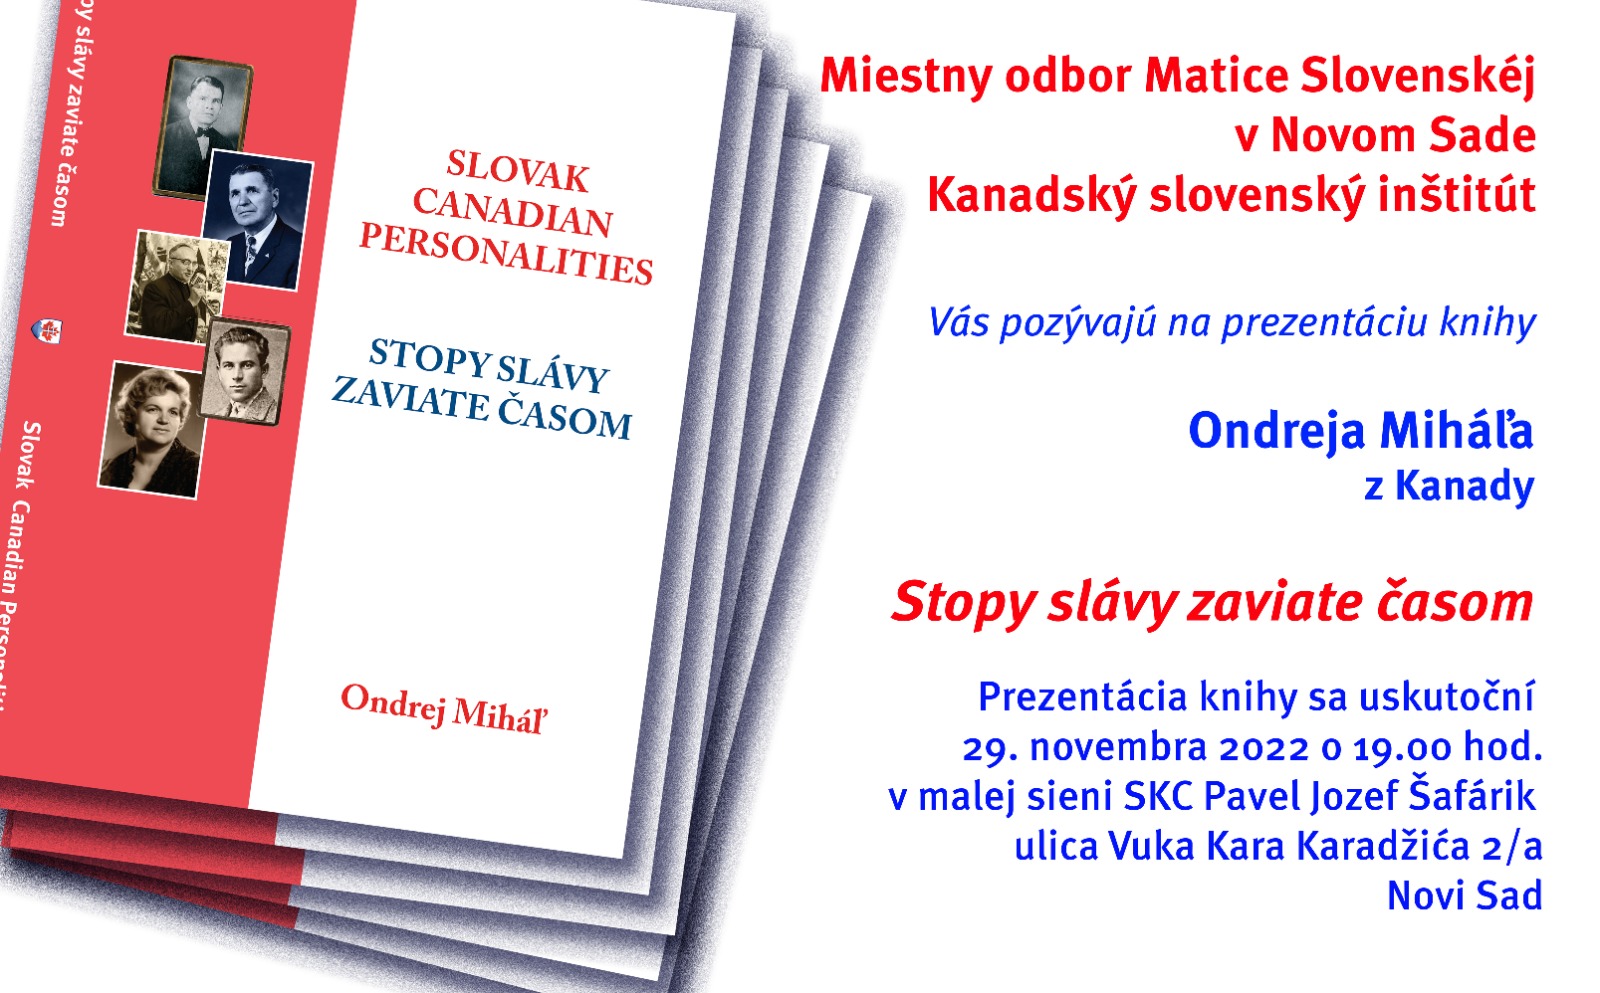 py slávy zaviate časom
Slovak Canadian Personaliti
SLOVAK
CANADIAN
PERSONALITIES
STOPY SLÁVY
ZAVIATE ČASOM
Ondrej Miháľ
Miestny odbor Matice Slovenskéj
v Novom Sade
Kanadský slovenský inštitút
Vás pozývajú na prezentáciu knihy
Ondreja Miháľa
z Kanady
Stopy slávy zaviate časom
Prezentácia knihy sa uskutoční
29. novembra 2022 o 19.00 hod.
v malej sieni SKC Pavel Jozef Šafárik
ulica Vuka Kara Karadžića 2/a
Novi Sad